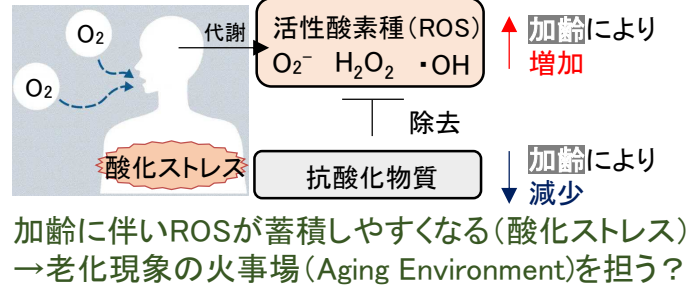 O₂
O₂
代謝
活性酸素種(ROS)
O₂⁻ H₂O₂ ・OH
加齢により
増加
除去
酸化ストレス
抗酸化物質
加齢により
減少
加齢に伴いROSが蓄積しやすくなる(酸化ストレス)
→老化現象の火事場(Aging Environment)を担う?